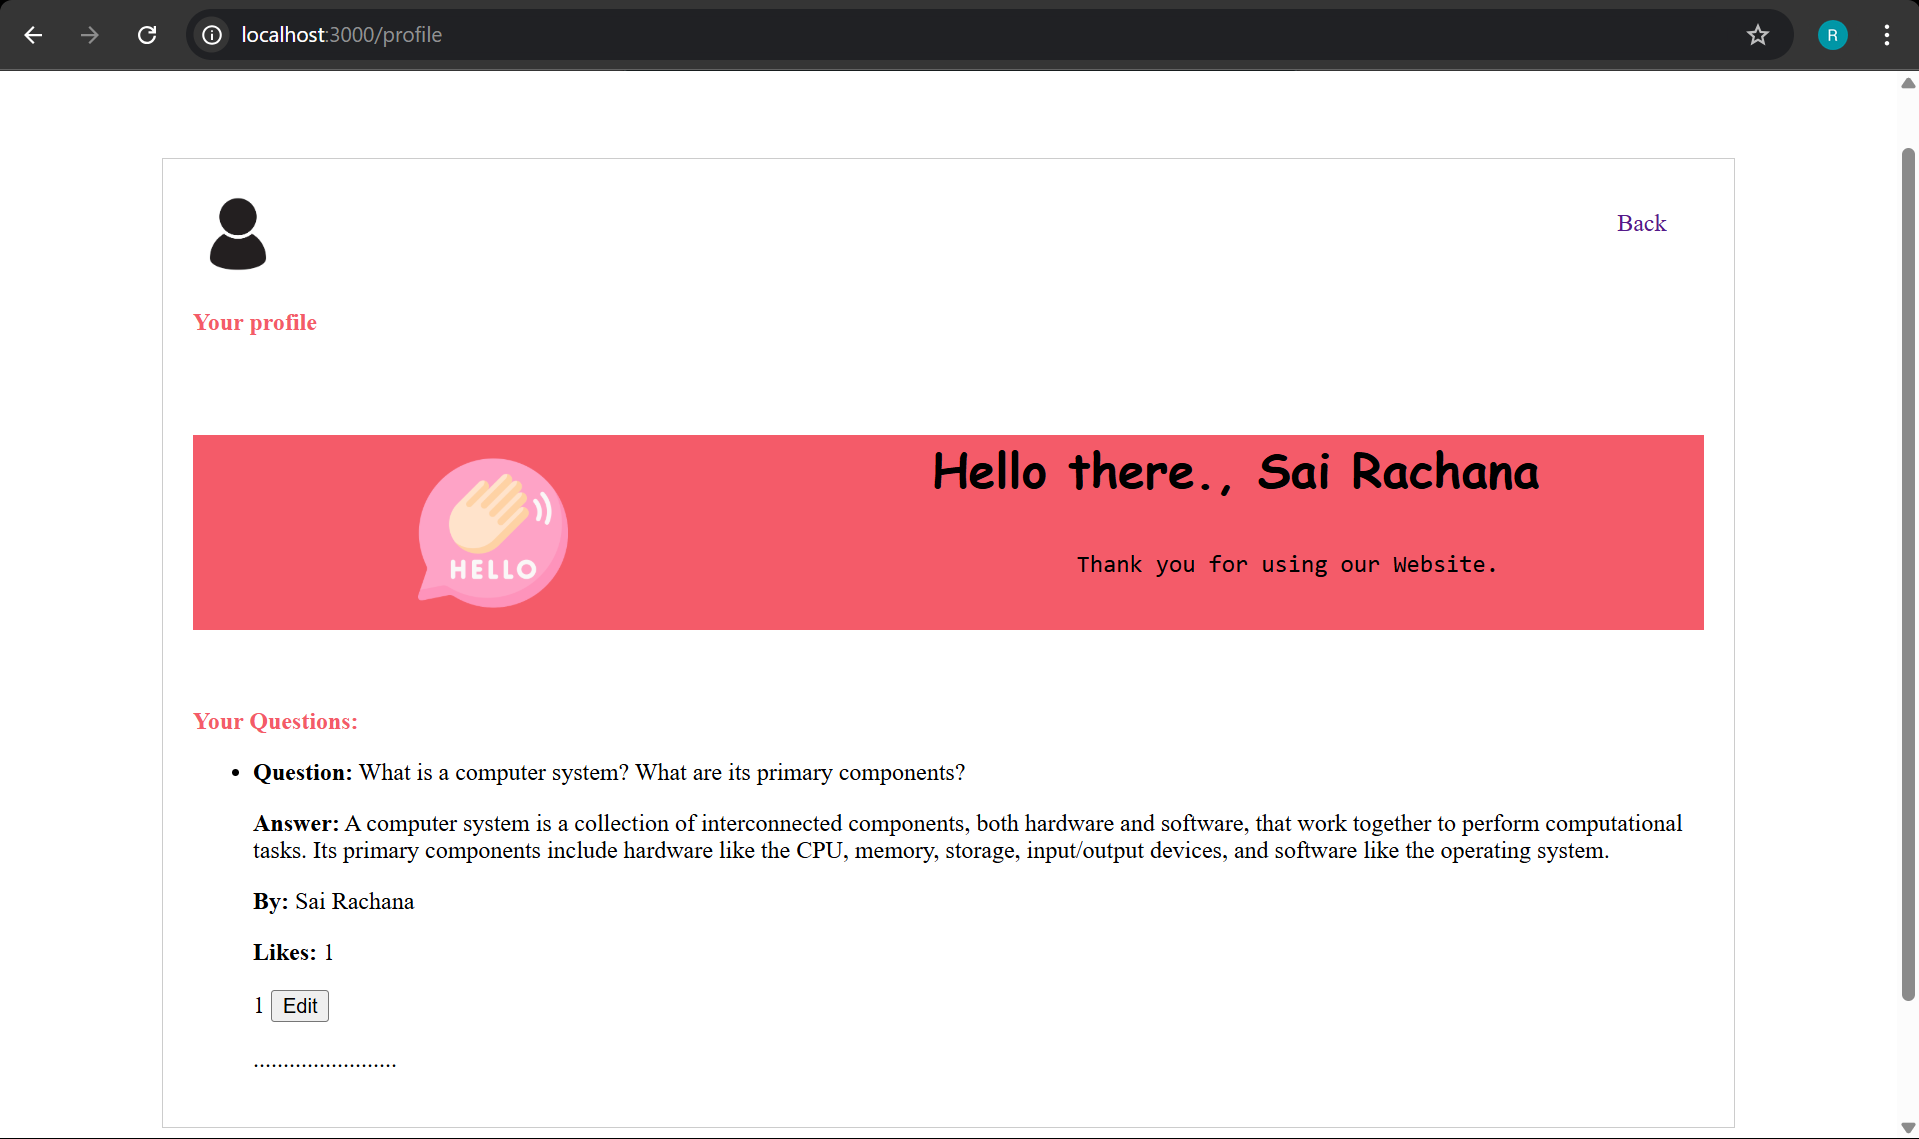 localhost:3000/profile
R
Back
Your profile
HELLO
Hello there., Sai Rachana
Thank you for using our Website.
Your Questions:
• Question: What is a computer system? What are its primary components?
Answer: A computer system is a collection of interconnected components, both hardware and software, that work together to perform computational
tasks. Its primary components include hardware like the CPU, memory, storage, input/output devices, and software like the operating system.
By: Sai Rachana
Likes: 1
1 Edit
........................